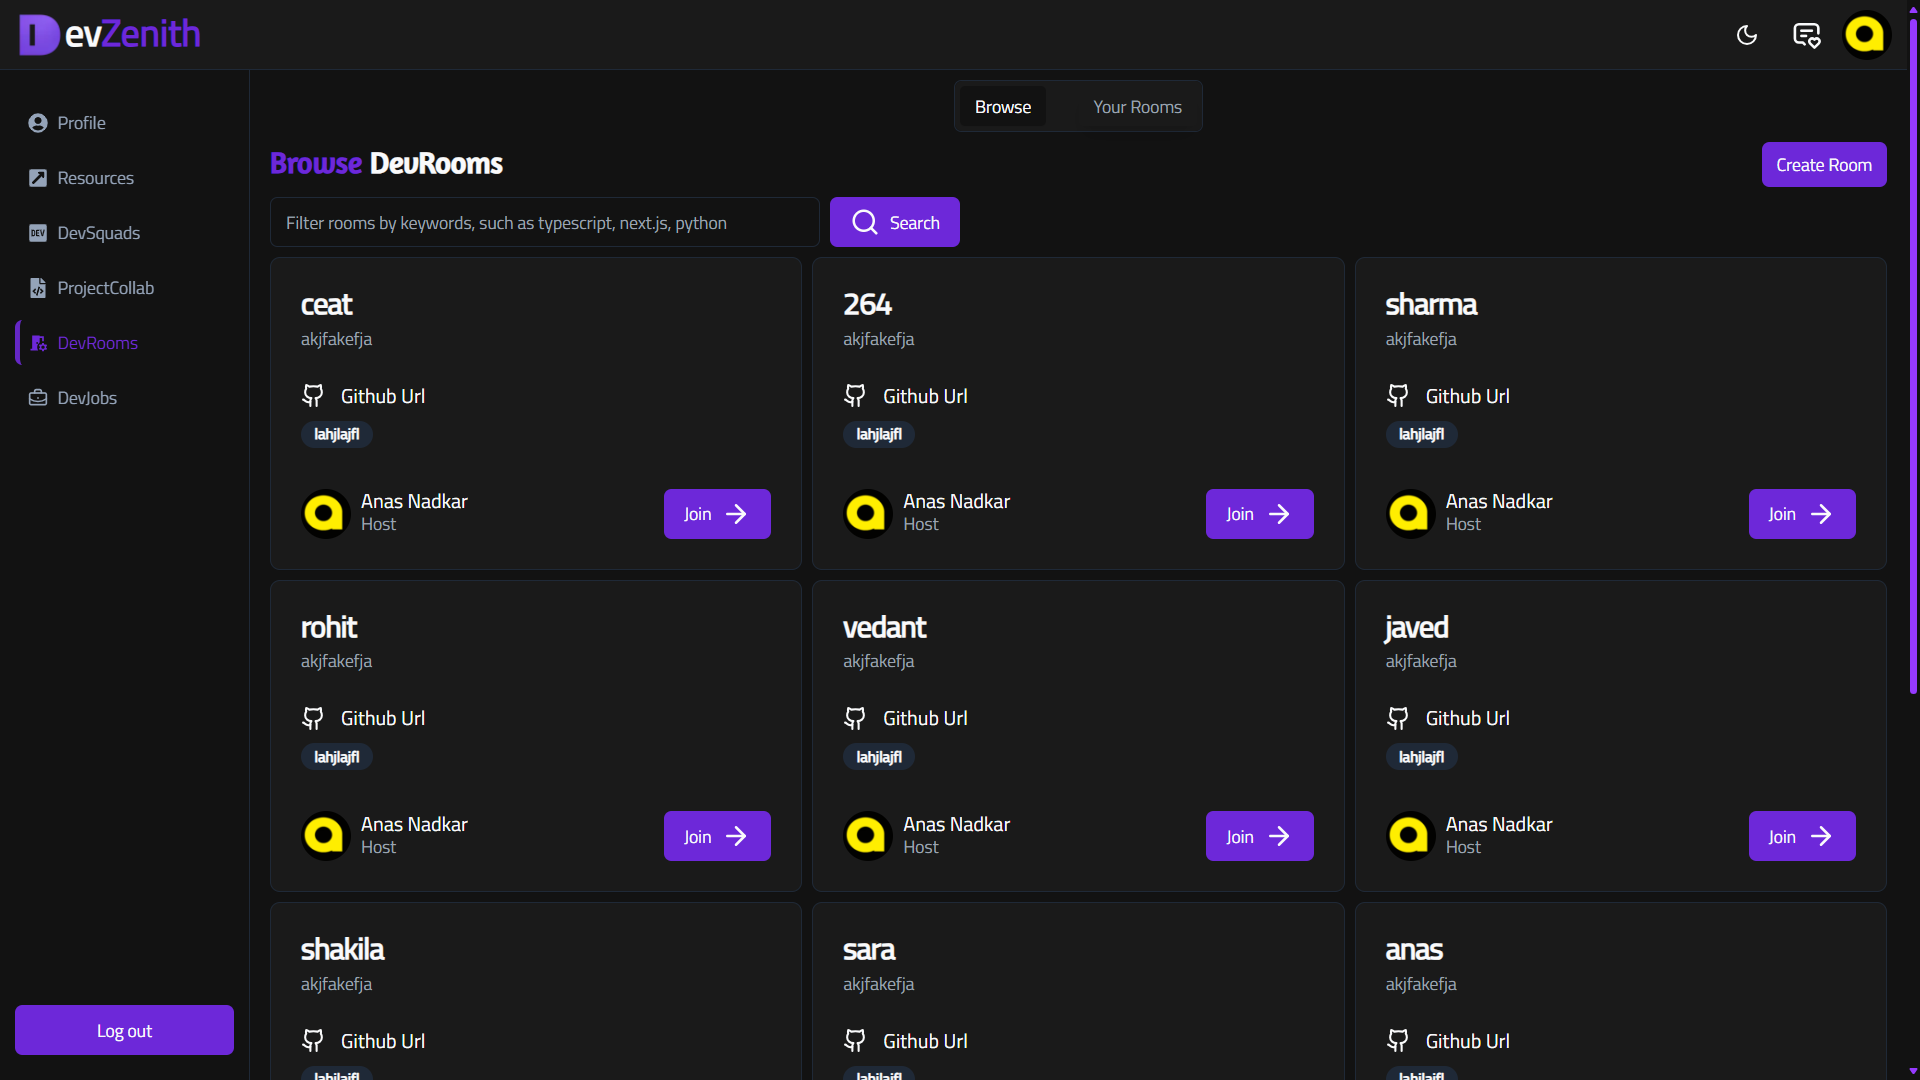 DevZenith
Profile
Resources
DEV DevSquads
ProjectCollab
DevRooms
DevJobs
Log out
Browse Your Rooms
Browse DevRooms
Create Room
Filter rooms by keywords, such as typescript, next.js, python
Search
ceat
akjfakefja
Github Url
lahjlajfl
Anas Nadkar
Host
Join
264
akjfakefja
Github Url
lahjlajfl
Anas Nadkar
Host
Join
sharma
akjfakefja
Github Url
lahjlajfl
Anas Nadkar
Host
Join
rohit
akjfakefja
Github Url
lahjlajfl
Anas Nadkar
Host
Join
vedant
akjfakefja
Github Url
lahjlajfl
Anas Nadkar
Host
Join
javed
akjfakefja
Github Url
lahjlajfl
Anas Nadkar
Host
Join
shakila
akjfakefja
Github Url
lahjlajfl
sara
akjfakefja
Github Url
lahjlajfl
anas
akjfakefja
Github Url
lahjlajfl